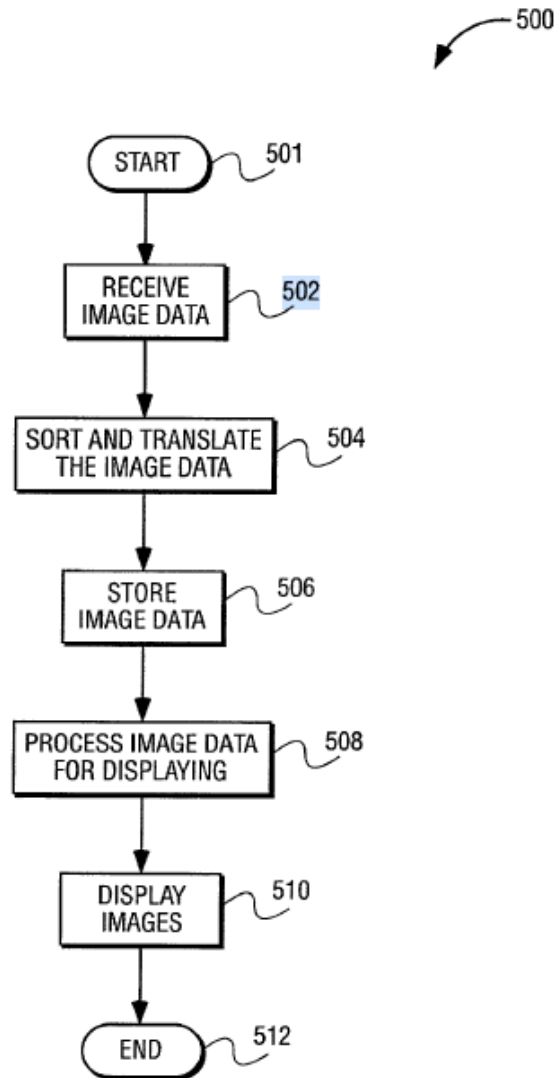 500
START
501
RECEIVE
IMAGE DATA
502
SORT AND TRANSLATE
THE IMAGE DATA
504
STORE
IMAGE DATA
506
PROCESS IMAGE DATA
FOR DISPLAYING
508
DISPLAY
IMAGES
510
END
512